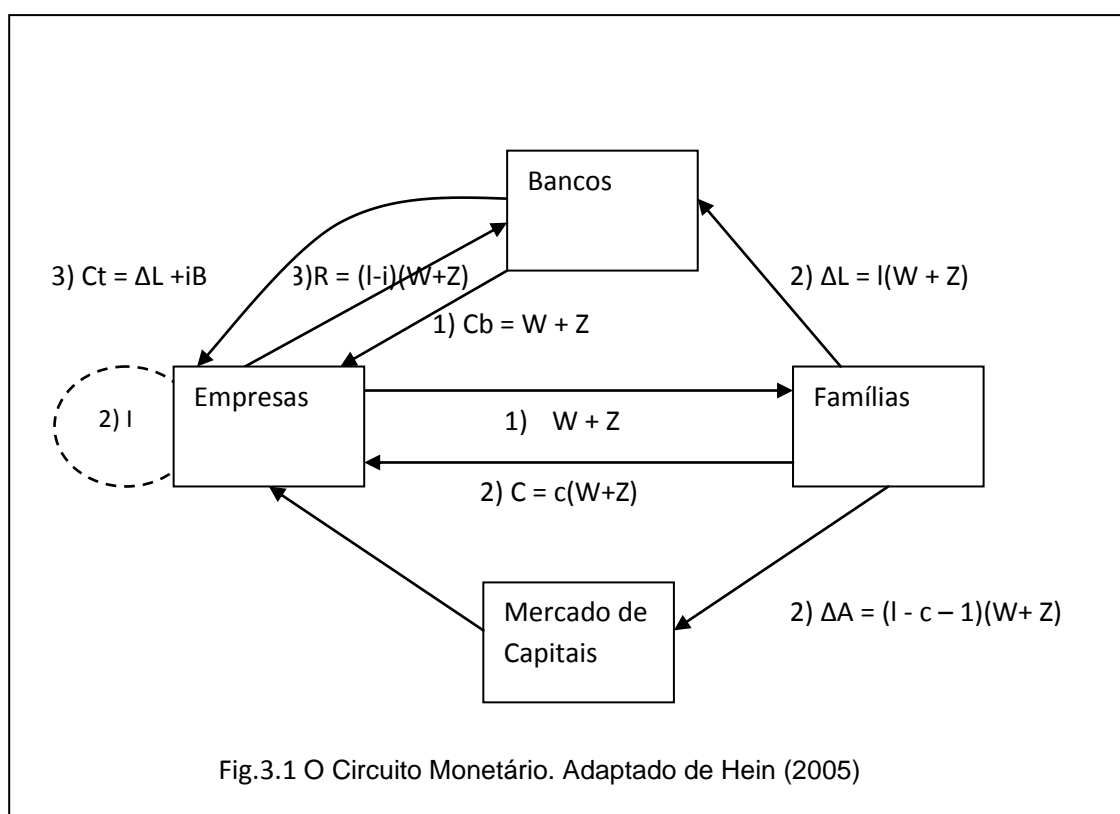 Bancos
3) Ct = ΔL +iB
3)R = (l-i)(W+Z)
2) ΔL = l(W + Z)
1) Cb = W + Z
Empresas
Famílias
2) I
1) W + Z
2) C = c(W+Z)
Mercado de
Capitais
2) ΔA = (l - c – 1)(W+ Z)
Fig.3.1 O Circuito Monetário. Adaptado de Hein (2005)